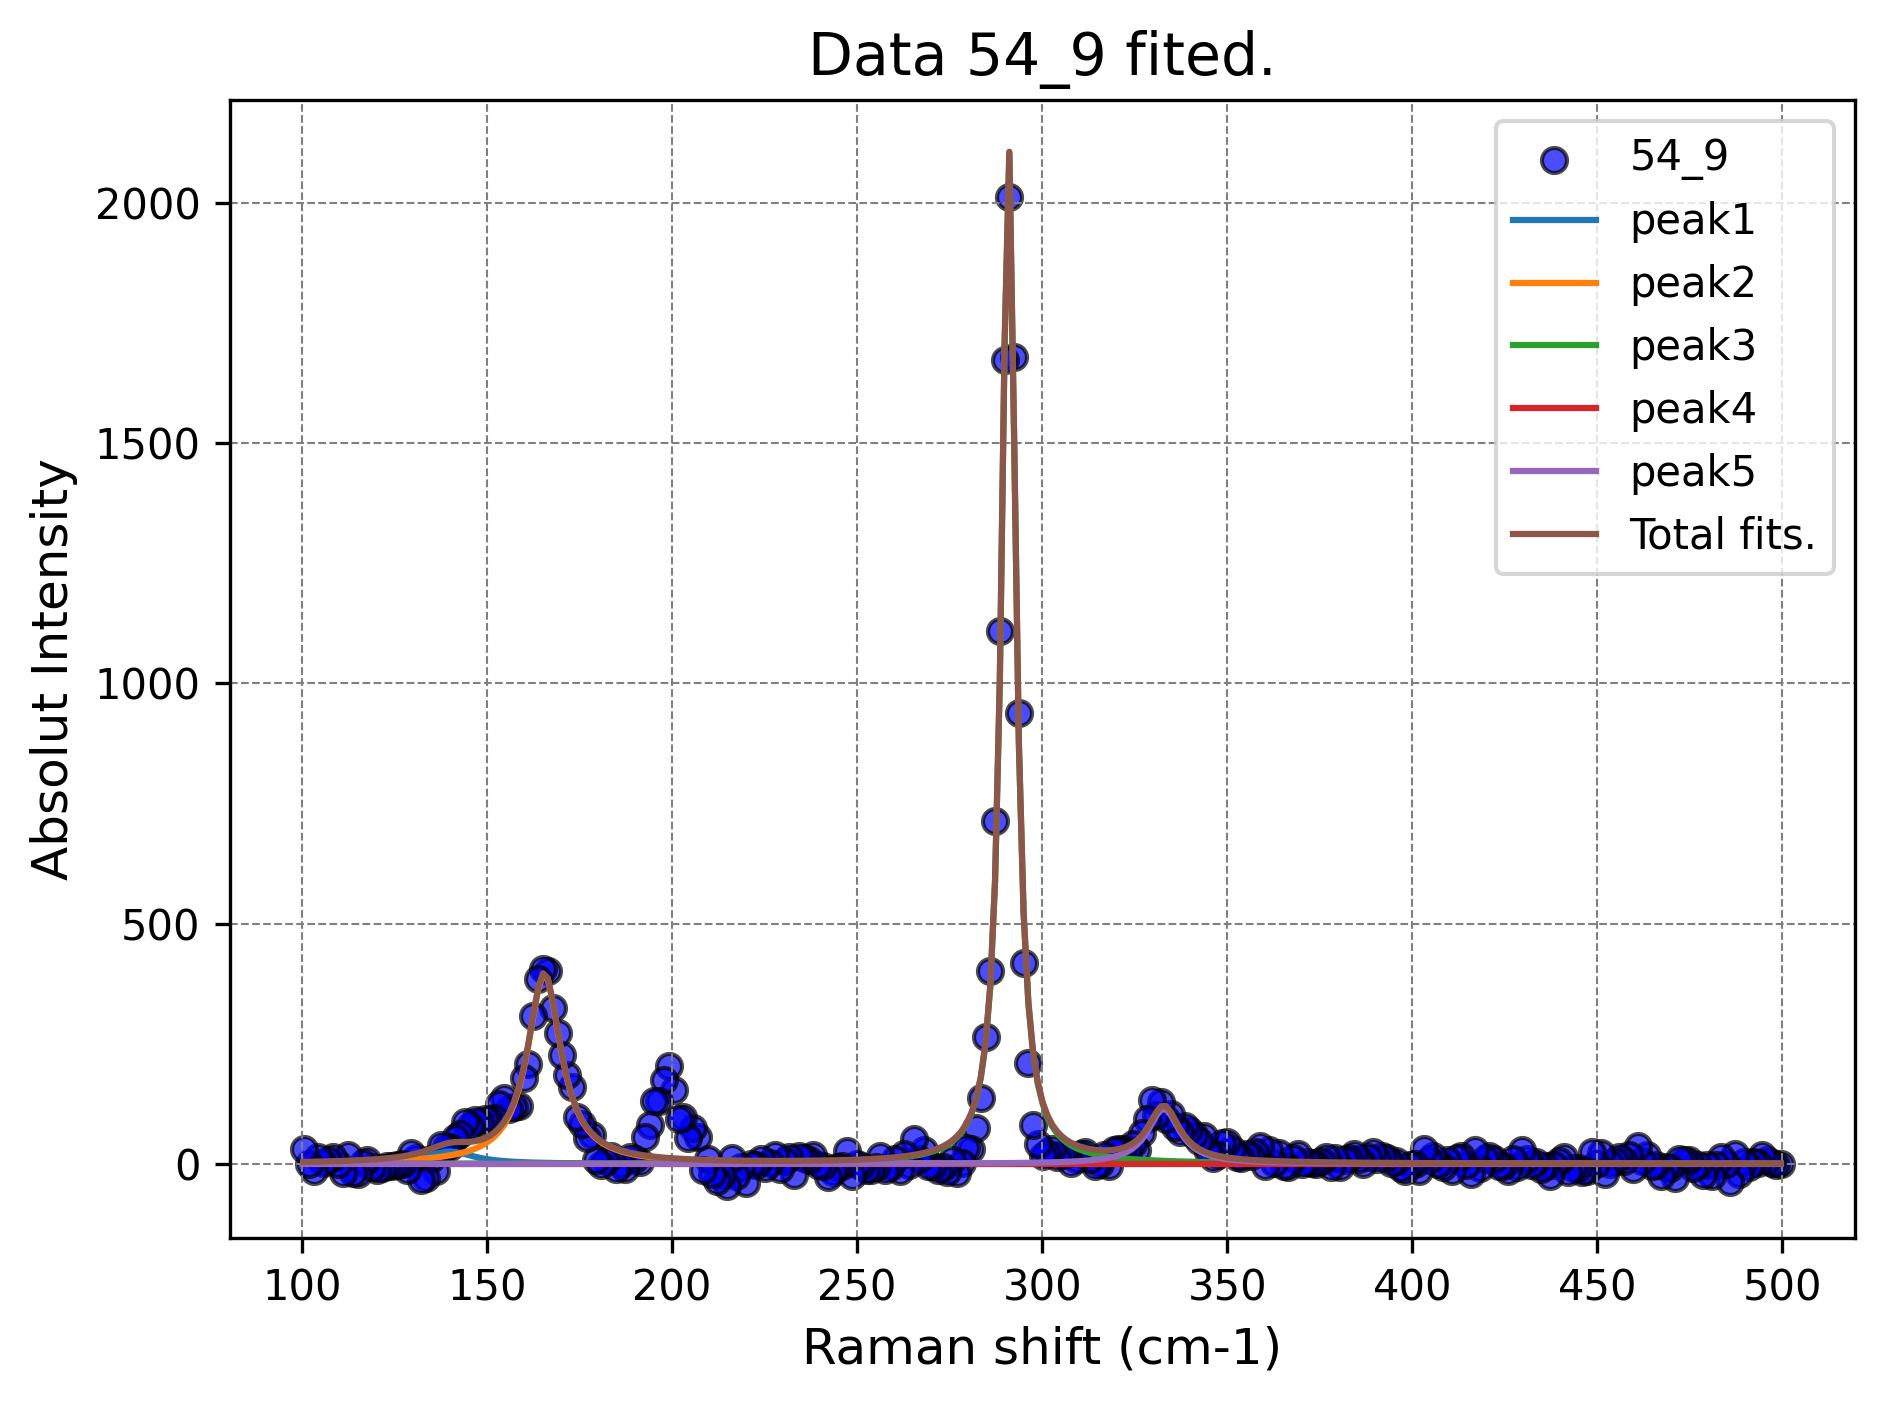 Data 54_9 fited.
54_9
peak1
peak2
peak3
peak4
peak5
Total fits.
Absolut Intensity
2000
1500
1000
500
0
100 150 200 250 300 350 400 450 500
Raman shift (cm-1)